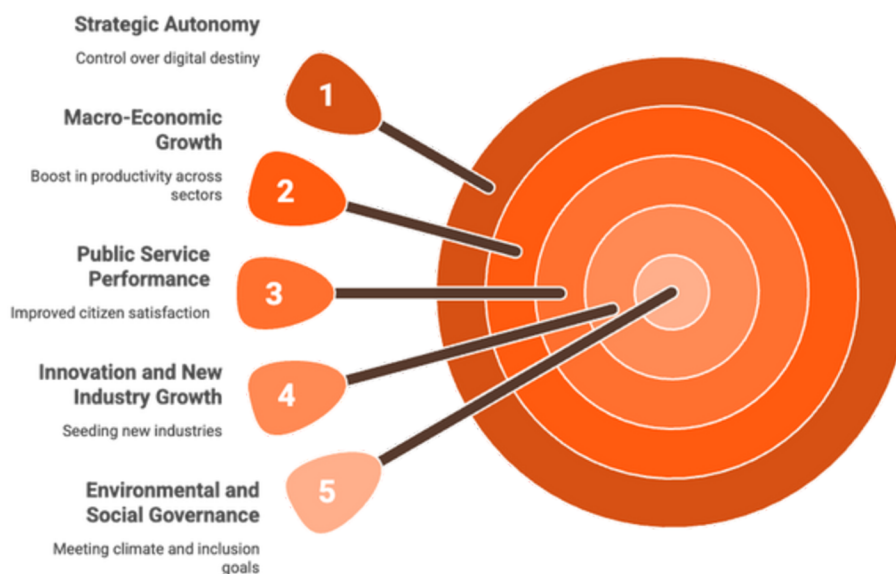 Strategic Autonomy
Control over digital destiny
1
Macro-Economic
Growth
Boost in productivity across
sectors
2
Public Service
Performance
Improved citizen satisfaction
3
Innovation and New
Industry Growth
Seeding new industries
4
Environmental and
Social Governance
Meeting climate and inclusion
goals
5